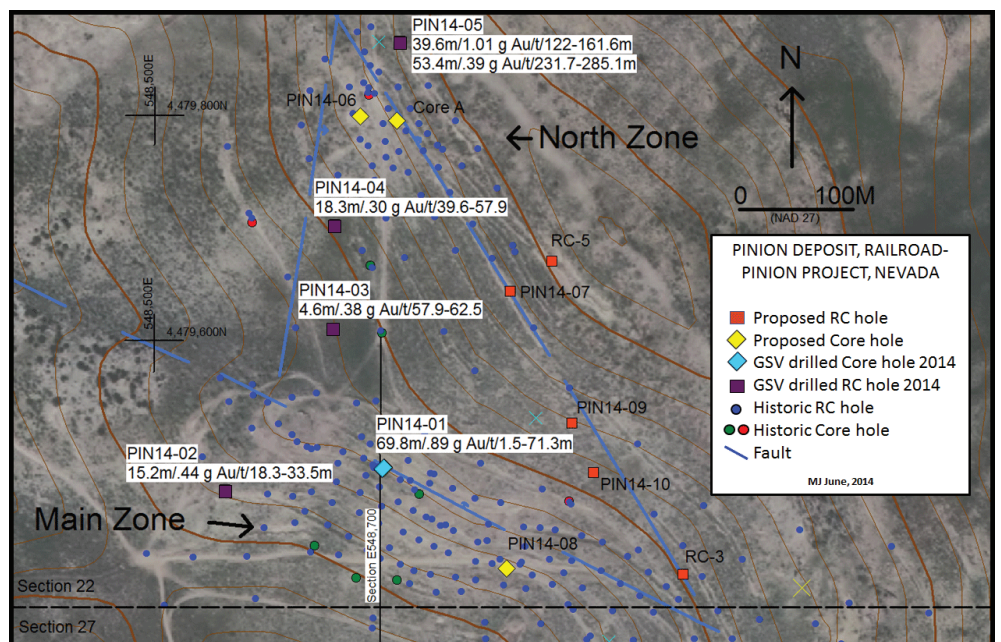 PIN14-05
39.6m/1.01 g Au/t/122-161.6m
53.4m/.39 g Au/t/231.7-285.1m
548,500E
4,479,800N
PIN14-06
Core A
North Zone
N
0 100M
(NAD 27)
PIN14-04
18.3m/.30 g Au/t/39.6-57.9
RC-5
PIN14-03
4.6m/.38 g Au/t/57.9-62.5
PIN14-07
548,500E
4,479,600N
PINION DEPOSIT, RAILROAD-
PINION PROJECT, NEVADA
Proposed RC hole
Proposed Core hole
GSV drilled Core hole 2014
GSV drilled RC hole 2014
Historic RC hole
Historic Core hole
Fault
MJ June, 2014
PIN14-09
PIN14-01
69.8m/.89 g Au/t/1.5-71.3m
PIN14-02
15.2m/.44 g Au/t/18.3-33.5m
PIN14-10
Main Zone
Section E548,700
PIN14-08
RC-3
Section 22
Section 27